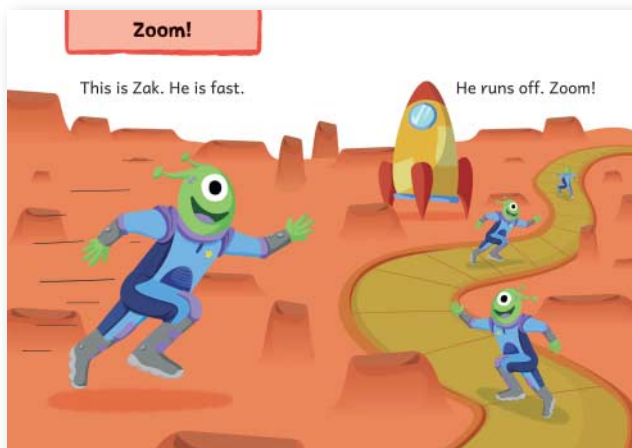 Zoom!
This is Zak. He is fast.
He runs off. Zoom!